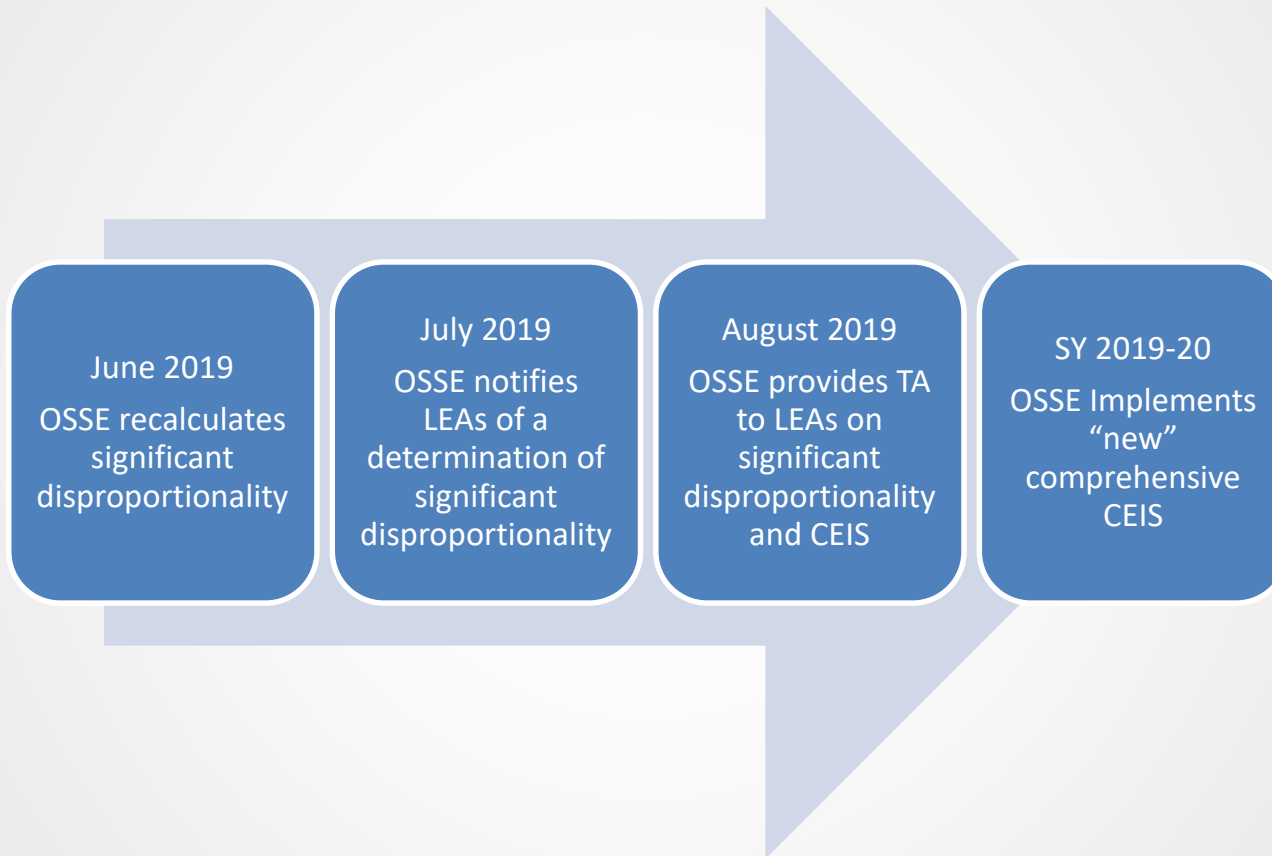 June 2019
OSSE recalculates
significant
disproportionality
July 2019
OSSE notifies
LEAs of a
determination of
significant
disproportionality
August 2019
OSSE provides TA
to LEAs on
significant
disproportionality
and CEIS
SY 2019-20
OSSE Implements
“new”
comprehensive
CEIS